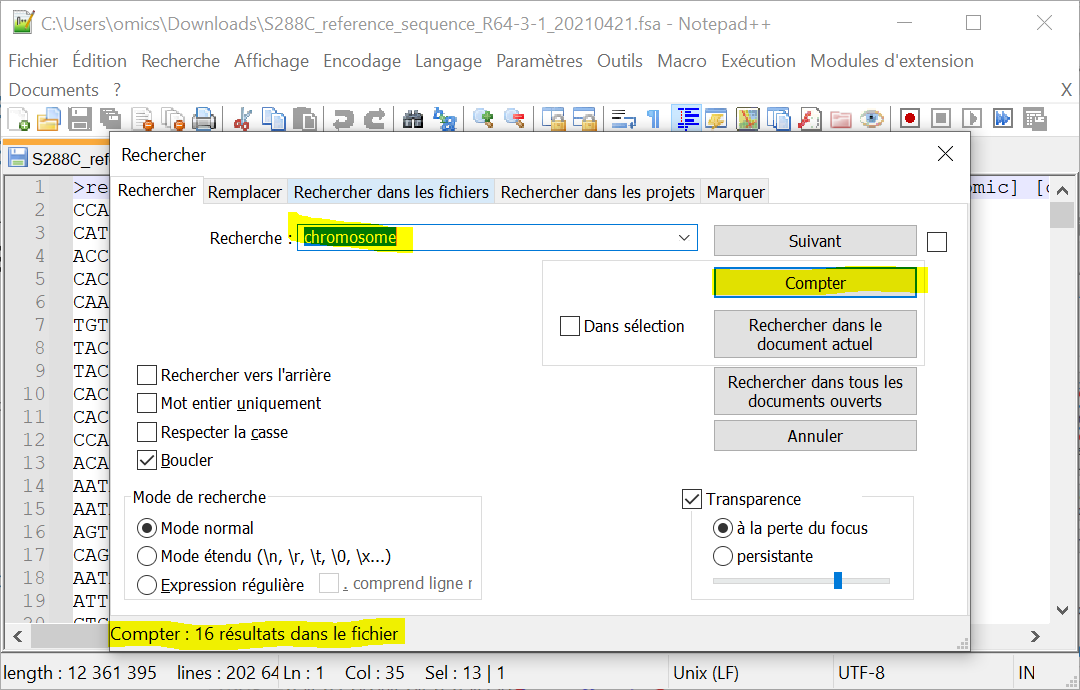 C:\Users\omics\Downloads\S288C_reference_sequence_R64-3-1_20210421.fsa - Notepad++
Fichier Édition Recherche Affichage Encodage Langage Paramètres Outils Macro Exécution Modules d'extension
Documents ? X
S288C_ref
Rechercher
Rechercher Remplacer Rechercher dans les fichiers Rechercher dans les projets Marquer
1 >re omic] [
2 CCA
3 CAT
4 ACC
5 CAC
6 CAA
7 TGT
8 TAC
9 TAC
10 CAC
11 CAC
12 CCA
13 ACA
14 AAT
15 AAT
16 AGT
17 CAG
18 AAT
19 ATT
Recherche : chromosome
Suivant
Compter
Dans sélection
Rechercher dans le
document actuel
Rechercher dans tous les
documents ouverts
Annuler
Rechercher vers l'arrière
Mot entier uniquement
Respecter la casse
Boucler
Mode de recherche
Mode normal
Mode étendu (\n, \r, \t, \0, \x...)
Expression régulière . comprend ligne r
Transparence
à la perte du focus
persistante
Compter : 16 résultats dans le fichier
length : 12 361 395 lines : 202 64 Ln : 1 Col : 35 Sel : 13 | 1 Unix (LF) UTF-8 IN